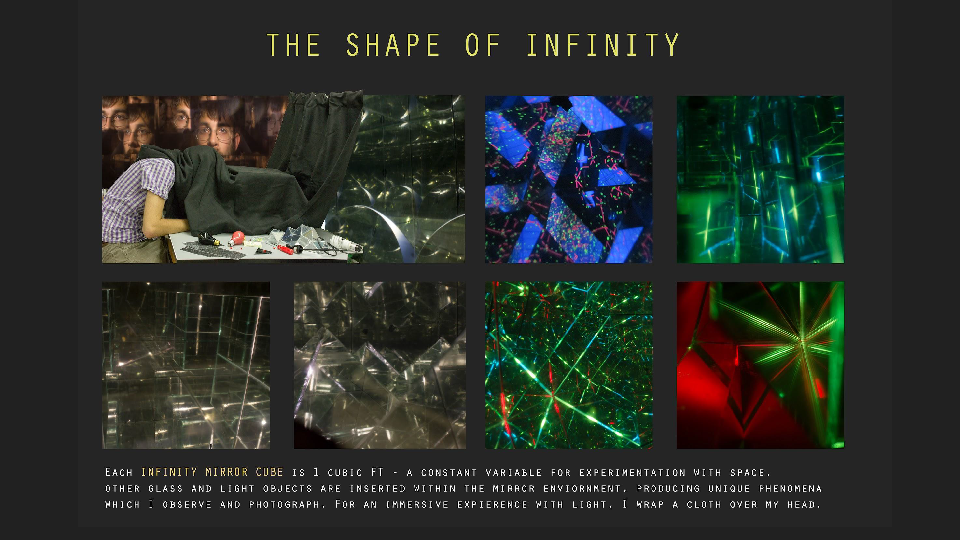 THE SHAPE OF INFINITY
EACH INFINITY MIRROR CUBE IS 1 CUBIC FT - A CONSTANT VARIABLE FOR EXPERIMENTATION WITH SPACE.
OTHER GLASS AND LIGHT OBJECTS ARE INSERTED WITHIN THE MIRROR ENVIORNMENT, PRODUCING UNIQUE PHENOMENA
WHICH I OBSERVE AND PHOTOGRAPH. FOR AN IMMERSIVE EXPIERENCE WITH LIGHT, I WRAP A CLOTH OVER MY HEAD.